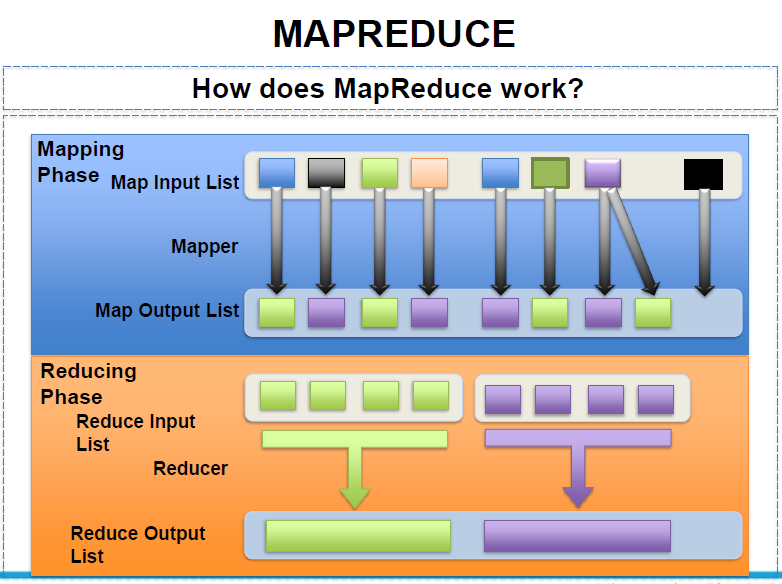 MAPREDUCE
How does MapReduce work?
Mapping
Phase
Map Input List
Mapper
Map Output List
Reducing
Phase
Reduce Input
List
Reducer
Reduce Output
List